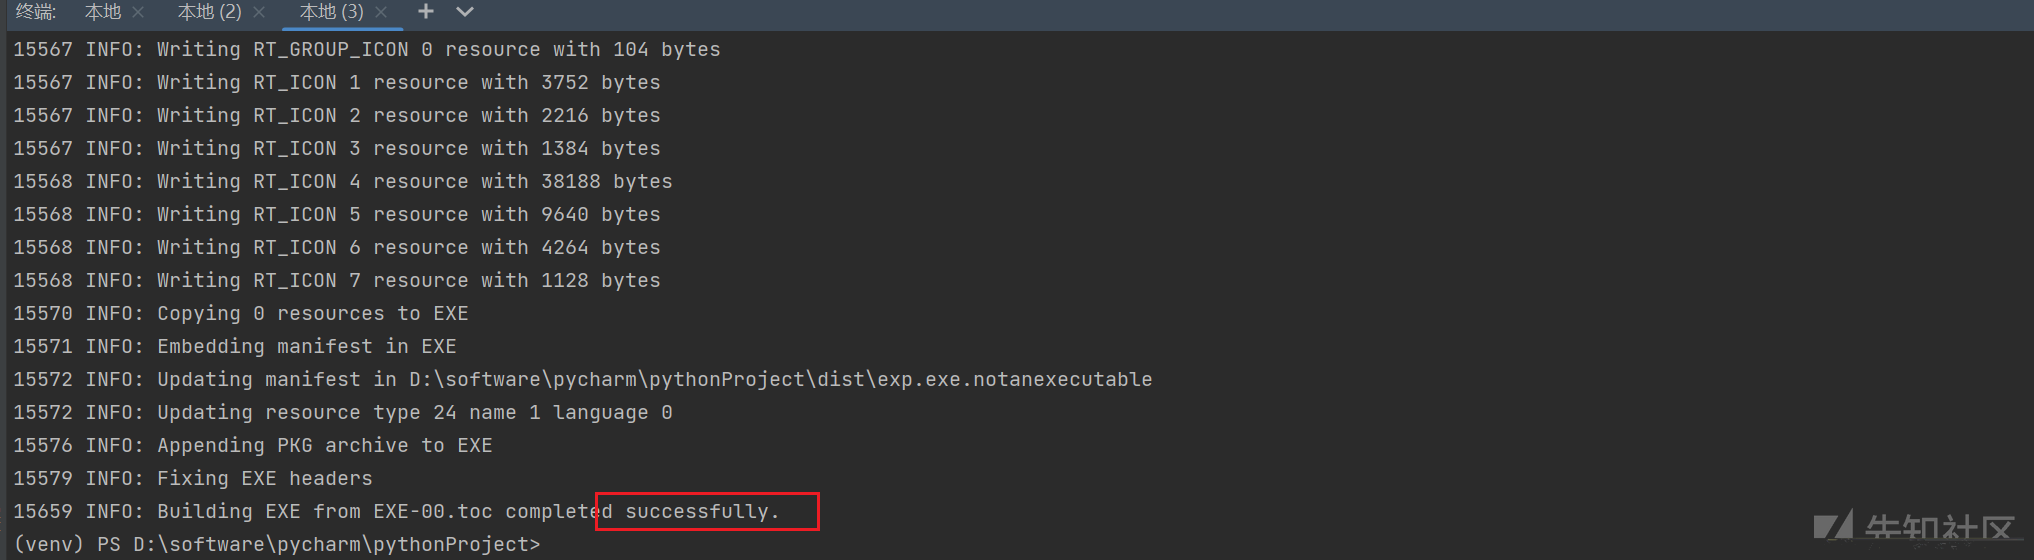 终端: 本地 × 本地 (2) × 本地 (3) × +
15567 INFO: Writing RT_GROUP_ICON 0 resource with 104 bytes
15567 INFO: Writing RT_ICON 1 resource with 3752 bytes
15567 INFO: Writing RT_ICON 2 resource with 2216 bytes
15567 INFO: Writing RT_ICON 3 resource with 1384 bytes
15568 INFO: Writing RT_ICON 4 resource with 38188 bytes
15568 INFO: Writing RT_ICON 5 resource with 9640 bytes
15568 INFO: Writing RT_ICON 6 resource with 4264 bytes
15568 INFO: Writing RT_ICON 7 resource with 1128 bytes
15570 INFO: Copying 0 resources to EXE
15571 INFO: Embedding manifest in EXE
15572 INFO: Updating manifest in D:\software\pycharm\pythonProject\dist\exp.exe.notanexecutable
15572 INFO: Updating resource type 24 name 1 language 0
15576 INFO: Appending PKG archive to EXE
15579 INFO: Fixing EXE headers
15659 INFO: Building EXE from EXE-00.toc completed successfully.
(venv) PS D:\software\pycharm\pythonProject>
先知社区